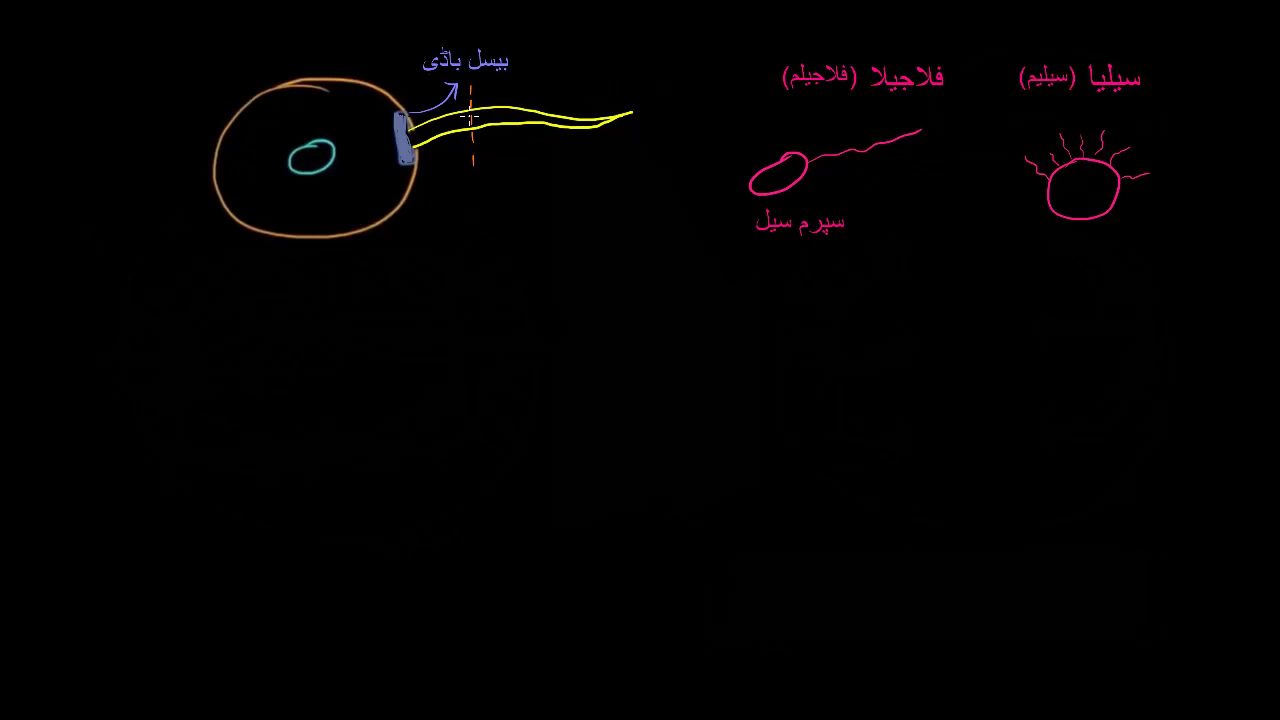 سیلیا (سیلیم)
فلاجیلا (فلاجیلم)
بیسل باڈی
سپرم سیل